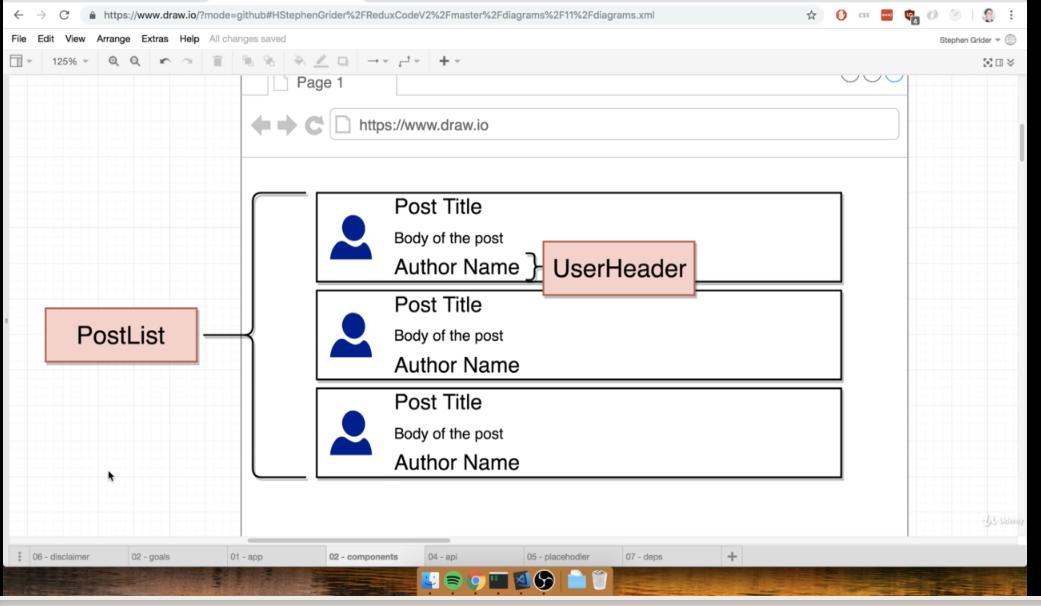 https://www.draw.io/?mode=github#HStephenGrider%2FReduxCodeV2%2Fmaster%2Fdiagrams%2F11%2Fdiagrams.xml
File Edit View Arrange Extras Help All changes saved
Stephen Grider
125%
Page 1
https://www.draw.io
Post Title
Body of the post
Author Name
UserHeader
PostList
Post Title
Body of the post
Author Name
Post Title
Body of the post
Author Name
Udemy
06 - disclaimer 02 - goals 01 - app 02 - components 04 - api 05 - placehodler 07 - deps